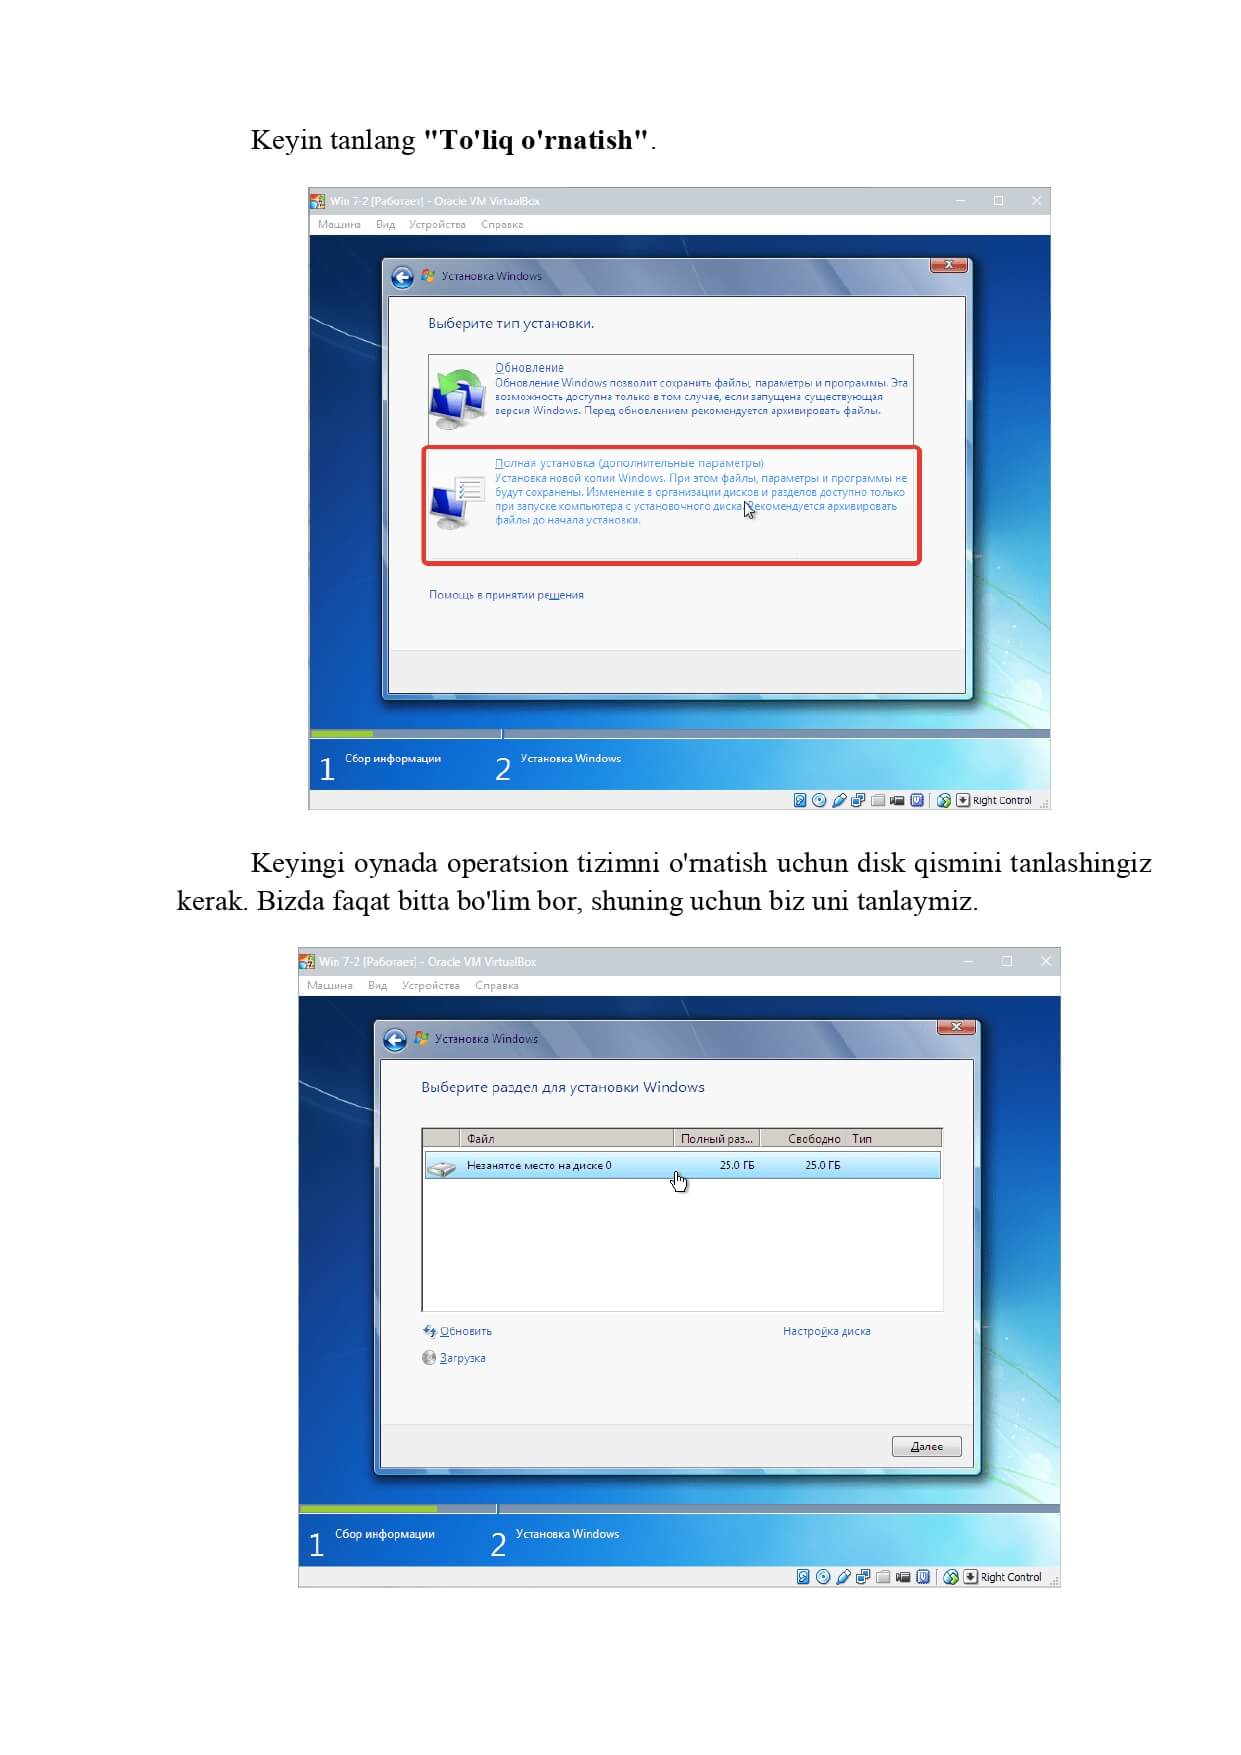 Keyin tanlang "To'liq o'rnatish".
Win 7-2 [Работает] - Oracle VM VirtualBox
Машина Вид Устройства Справка
Установка Windows
Выберите тип установки.
Обновление
Обновление Windows позволит сохранить файлы, параметры и программы. Эта
возможность доступна только в том случае, если запущена существующая
версия Windows. Перед обновлением рекомендуется архивировать файлы.
Полная установка (дополнительные параметры)
Установка новой копии Windows. При этом файлы, параметры и программы не
будут сохранены. Изменение в организации дисков и разделов доступно только
при запуске компьютера с установочного диска. Рекомендуется архивировать
файлы до начала установки.
Помощь в принятии решения
1 Сбор информации 2 Установка Windows
Right Control
Keyingi oynada operatsion tizimni o'rnatish uchun disk qismini tanlashingiz
kerak. Bizda faqat bitta bo'lim bor, shuning uchun biz uni tanlaymiz.
Win 7-2 [Работает] - Oracle VM VirtualBox
Машина Вид Устройства Справка
Установка Windows
Выберите раздел для установки Windows
Файл Полный раз... Свободно Тип
Незанятое место на диске 0 25.0 ГБ 25.0 ГБ
Обновить Настройка диска
Загрузка
Далее
1 Сбор информации 2 Установка Windows
Right Control